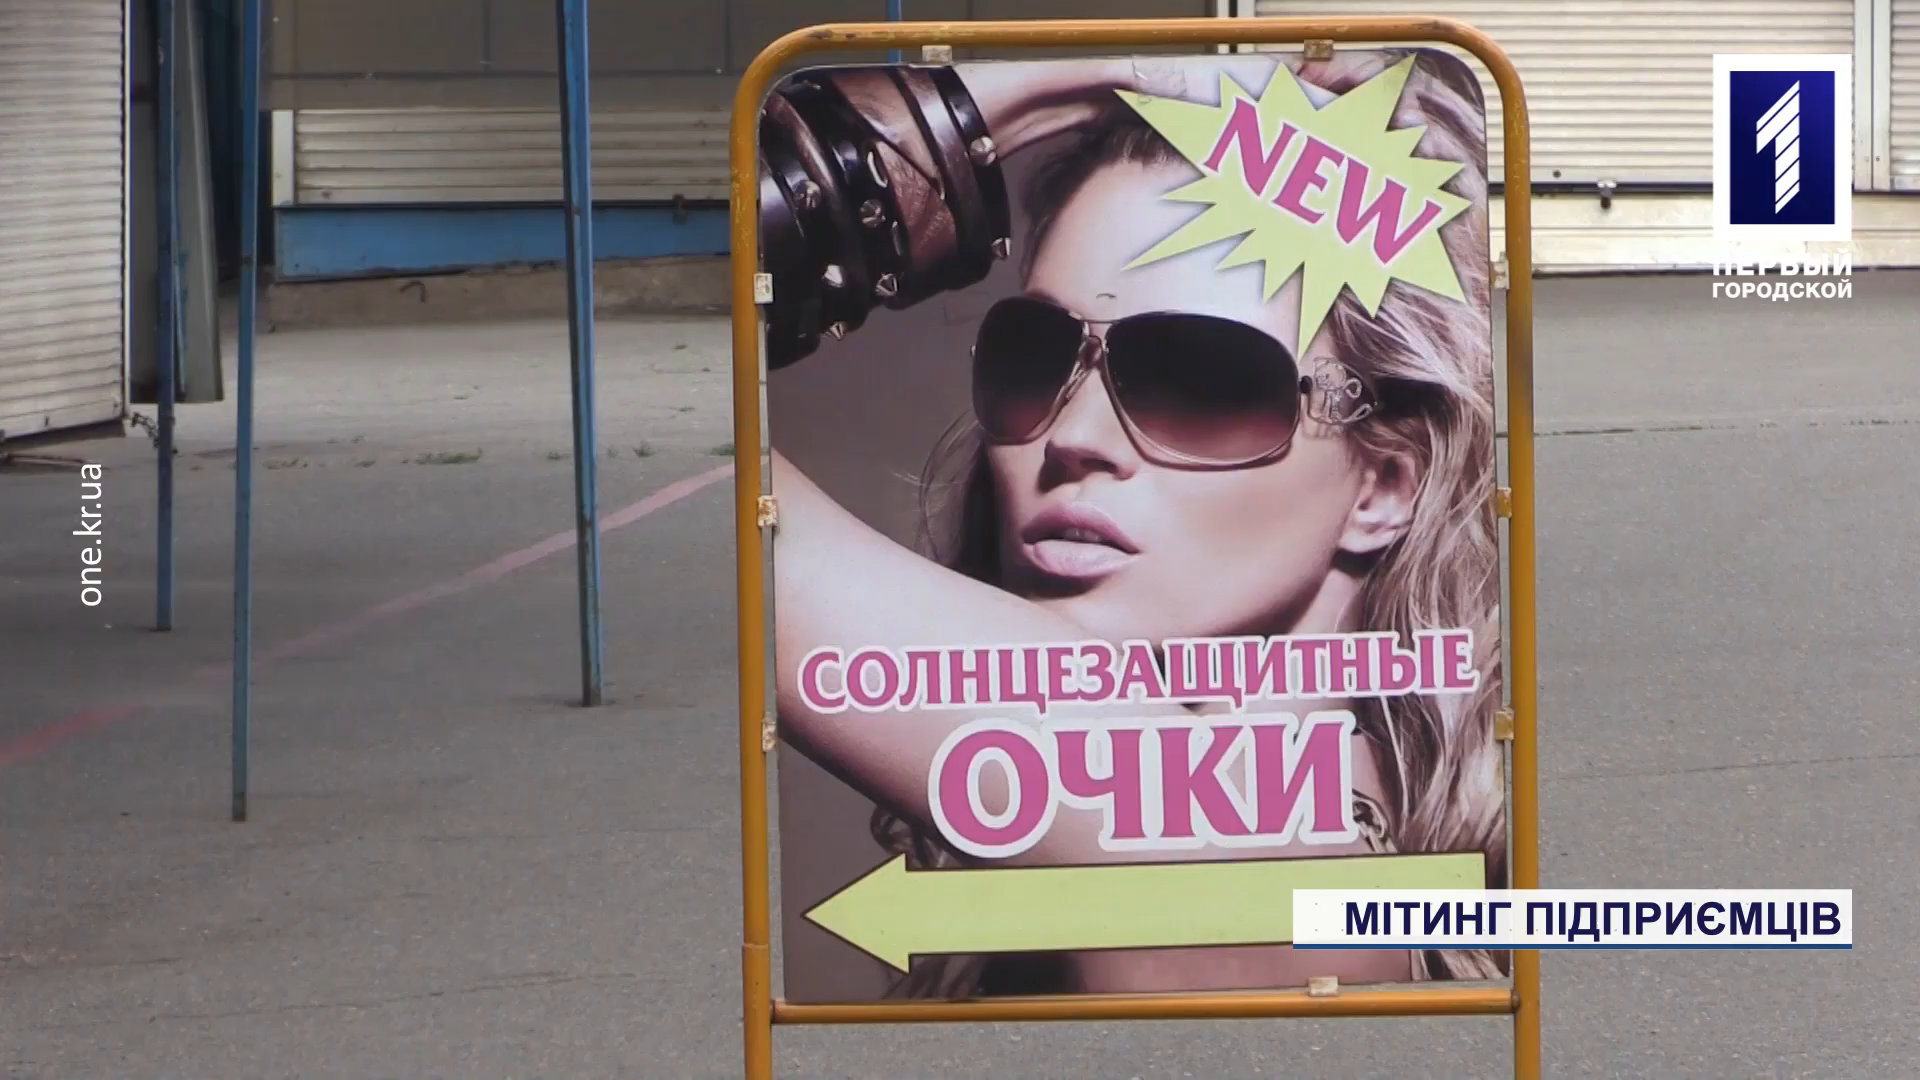 NEW
СОЛНЦЕЗАЩИТНЫЕ
ОЧКИ
ПЕРВЫЙ
ГОРОДСКОЙ
one.kr.ua
МІТИНГ ПІДПРИЄМЦІВ